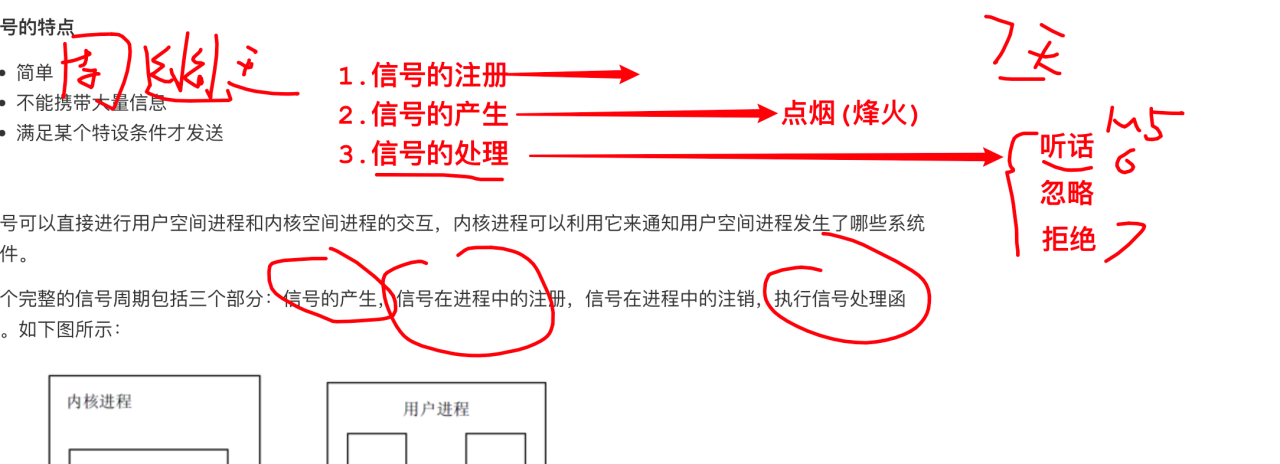 号的特点
7天
简单
周幽王
1.信号的注册
不能携带大量信息
2.信号的产生
点烟(烽火)
满足某个特设条件才发送
3.信号的处理
听话
M5
6
忽略
拒绝
号可以直接进行用户空间进程和内核空间进程的交互，内核进程可以利用它来通知用户空间进程发生了哪些系统
件。
个完整的信号周期包括三个部分：信号的产生，信号在进程中的注册，信号在进程中的注销，执行信号处理函
。如下图所示：
内核进程
用户进程